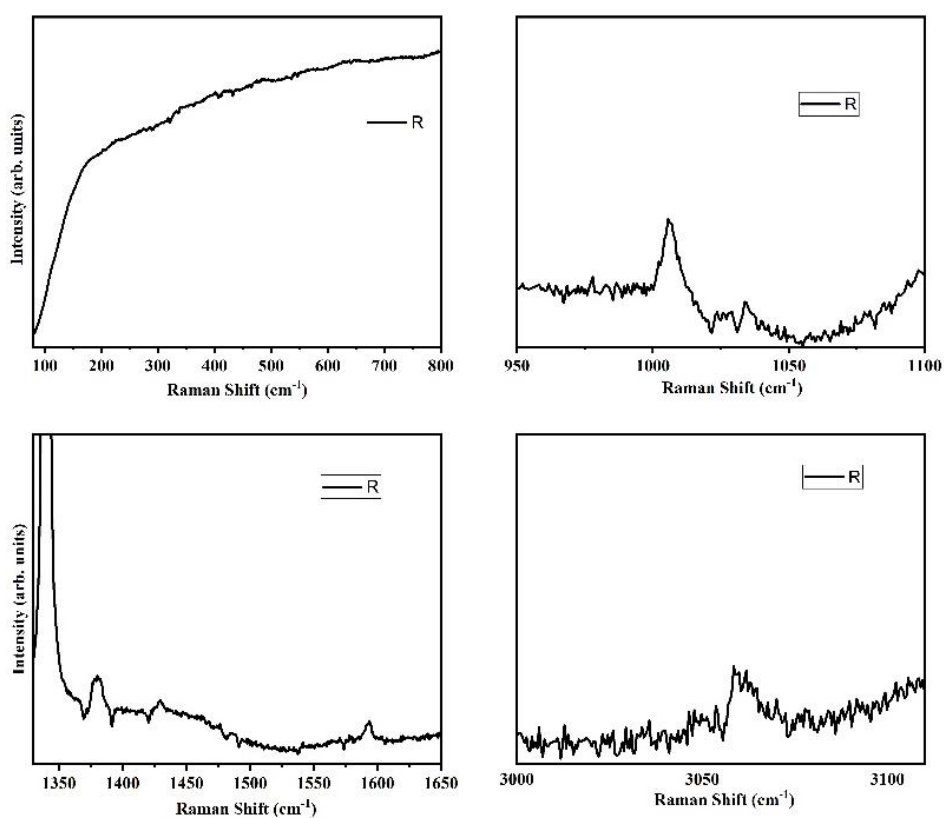 Intensity (arb. units)
R
100 200 300 400 500 600 700 800
Raman Shift (cm-1)
R
950 1000 1050 1100
Raman Shift (cm-1)
Intensity (arb. units)
R
1350 1400 1450 1500 1550 1600 1650
Raman Shift (cm-1)
R
3000 3050 3100
Raman Shift (cm-1)